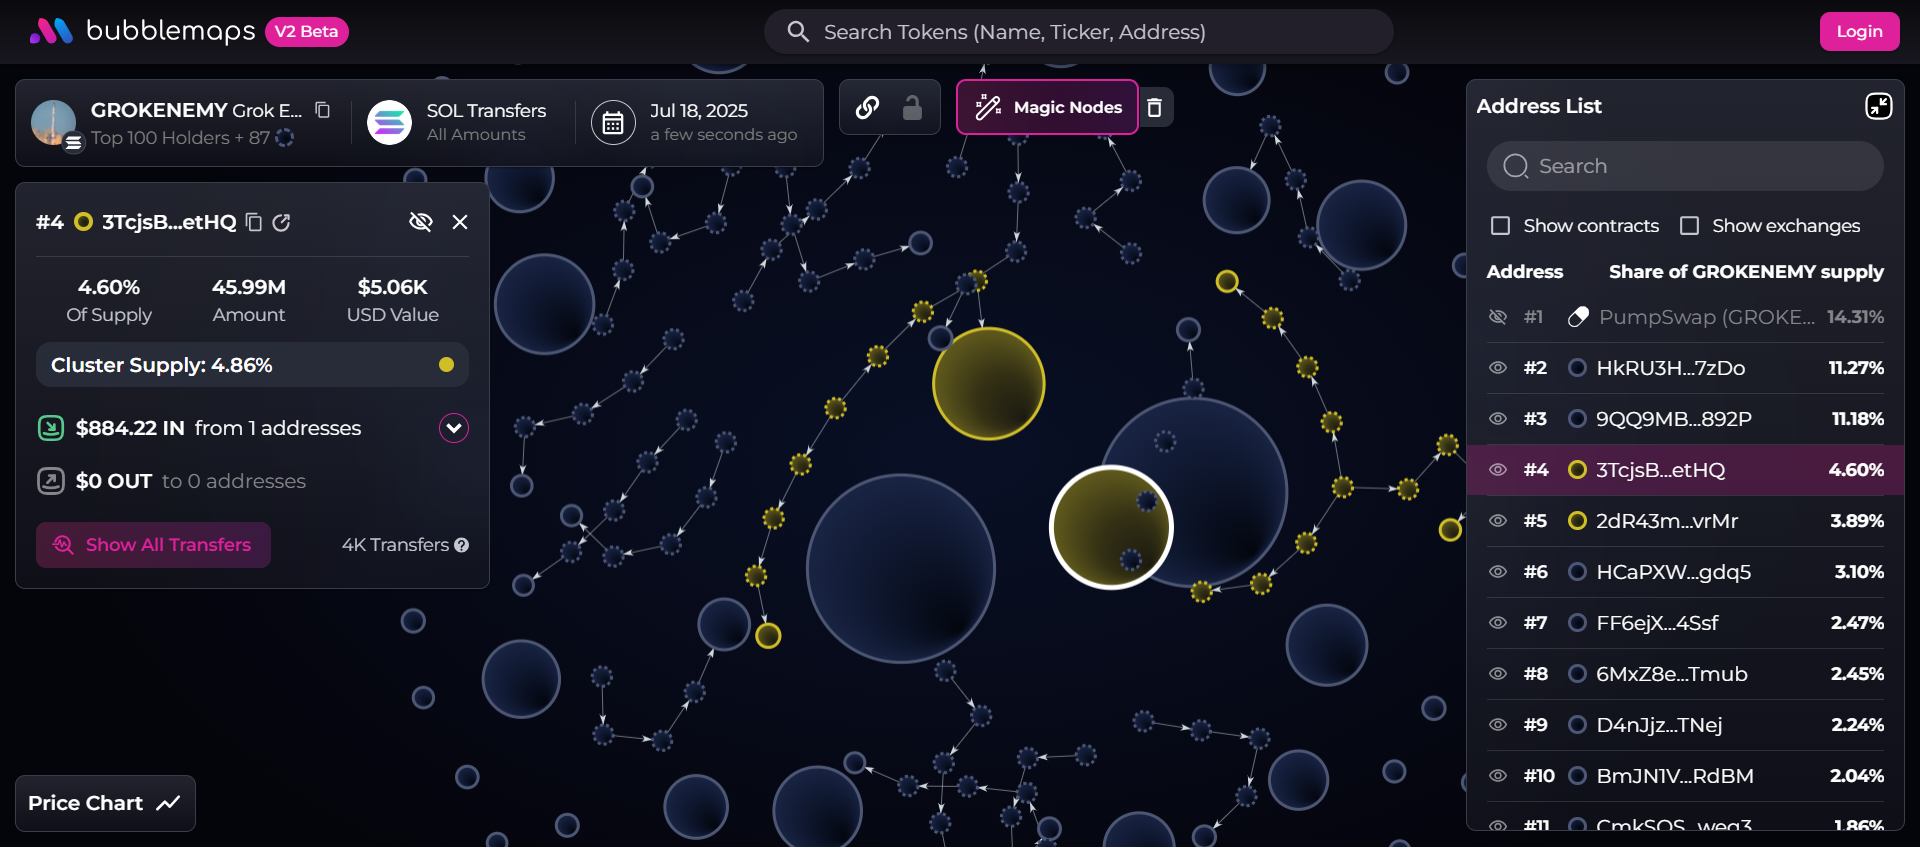 bubblemaps V2 Beta
Search Tokens (Name, Ticker, Address)
Login
GROKENEMY Grok E...
Top 100 Holders + 87
SOL Transfers
All Amounts
Jul 18, 2025
a few seconds ago
Magic Nodes
#4 3TcjsB...etHQ
4.60% 45.99M $5.06K
Of Supply Amount USD Value
Cluster Supply: 4.86%
$884.22 IN from 1 addresses
$0 OUT to 0 addresses
Show All Transfers 4K Transfers ?
Price Chart
Address List
Search
Show contracts Show exchanges
Address Share of GROKENEMY supply
#1 PumpSwap (GROKE... 14.31%
#2 HkRU3H...7zDo 11.27%
#3 9QQ9MB...892P 11.18%
#4 3TcjsB...etHQ 4.60%
#5 2dR43m...vrMr 3.89%
#6 HCaPXW...gdq5 3.10%
#7 FF6ejX...4Ssf 2.47%
#8 6MxZ8e...Tmub 2.45%
#9 D4nJjz...TNej 2.24%
#10 BmJN1V...RdBM 2.04%
#11 1.86%